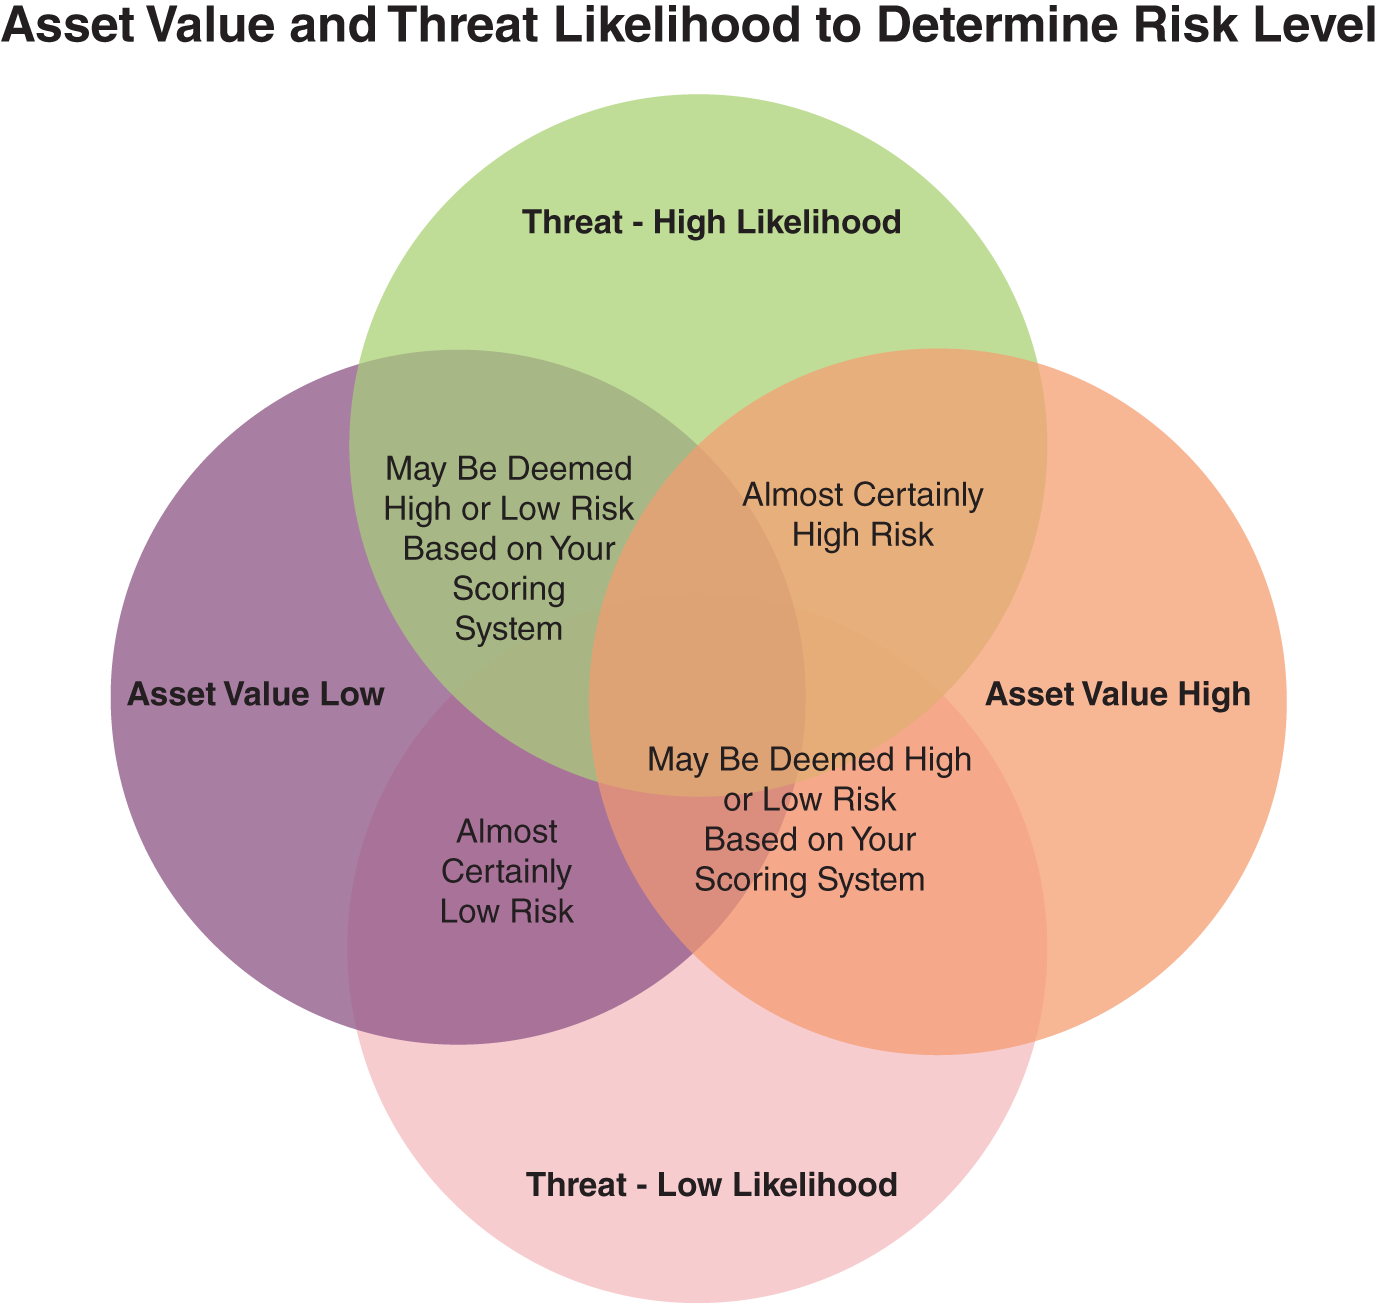 Asset Value and Threat Likelihood to Determine Risk Level
Threat - High Likelihood
May Be Deemed
High or Low Risk
Based on Your
Scoring
System
Almost Certainly
High Risk
Asset Value Low
Asset Value High
Almost
Certainly
Low Risk
May Be Deemed High
or Low Risk
Based on Your
Scoring System
Threat - Low Likelihood